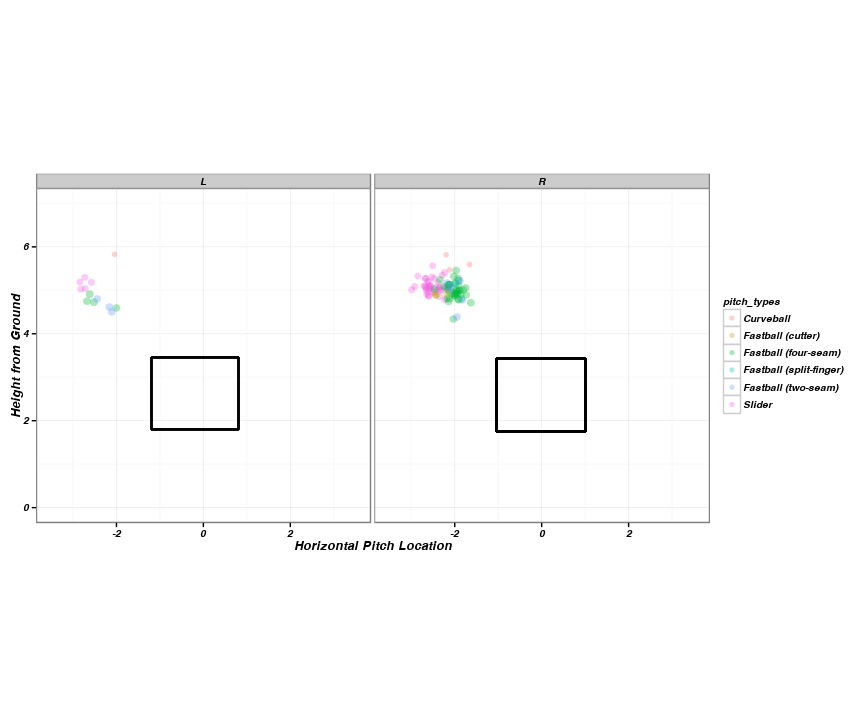 L
R
Height from Ground
6
4
2
0
-2
0
2
-2
0
2
Horizontal Pitch Location
pitch_types
Curveball
Fastball (cutter)
Fastball (four-seam)
Fastball (split-finger)
Fastball (two-seam)
Slider